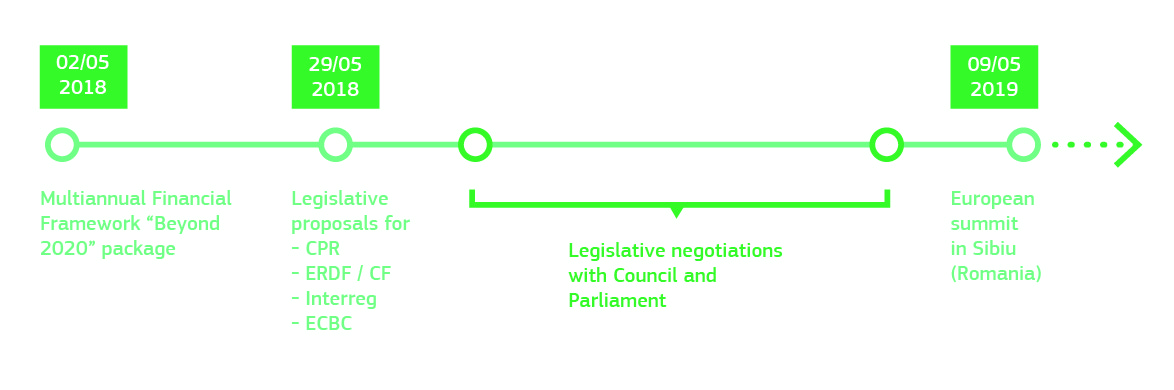 02/05
2018
29/05
2018
09/05
2019
Multiannual Financial
Framework “Beyond
2020” package
Legislative
proposals for
- CPR
- ERDF / CF
- Interreg
- ECBC
Legislative negotiations
with Council and
Parliament
European
summit
in Sibiu
(Romania)